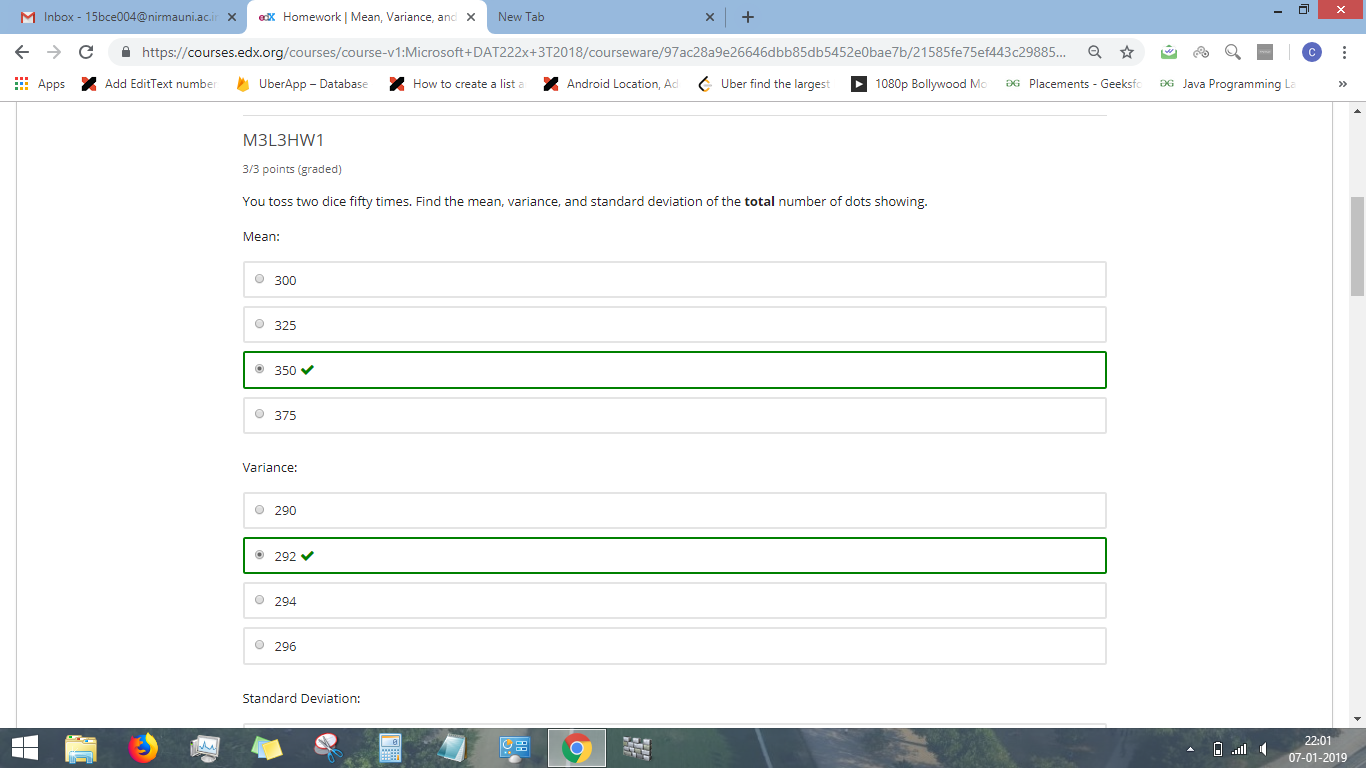 Inbox - 15bce004@nirmauni.ac.in
edX Homework | Mean, Variance, and
New Tab
https://courses.edx.org/courses/course-v1:Microsoft+DAT222x+3T2018/courseware/97ac28a9e26646dbb85db5452e0bae7b/21585fe75ef443c29885...
C
Apps
Add EditText number
UberApp – Database
How to create a list a
Android Location, Ad
Uber find the largest
1080p Bollywood Mo
Placements - Geeksfo
Java Programming La
»
M3L3HW1
3/3 points (graded)
You toss two dice fifty times. Find the mean, variance, and standard deviation of the total number of dots showing.
Mean:
300
325
350
375
Variance:
290
292
294
296
Standard Deviation:
22:01
07-01-2019